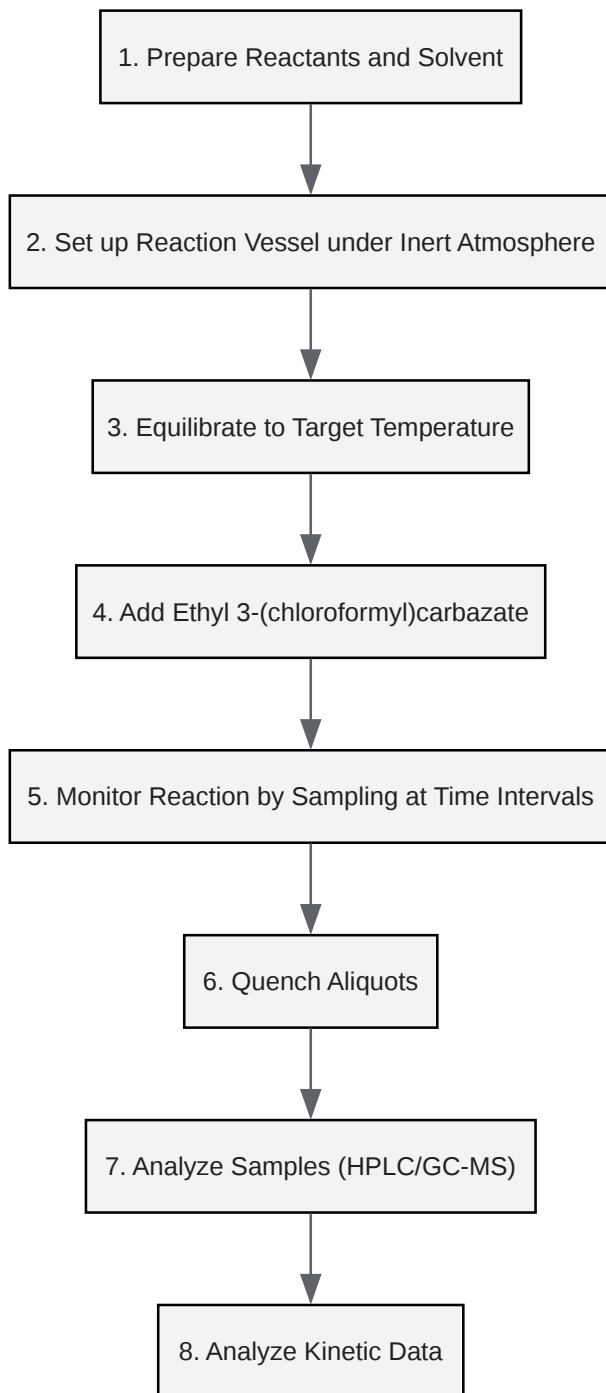 1. Prepare Reactants and Solvent
2. Set up Reaction Vessel under Inert Atmosphere
3. Equilibrate to Target Temperature
4. Add Ethyl 3-(chloroformyl)carbazate
5. Monitor Reaction by Sampling at Time Intervals
6. Quench Aliquots
7. Analyze Samples (HPLC/GC-MS)
8. Analyze Kinetic Data